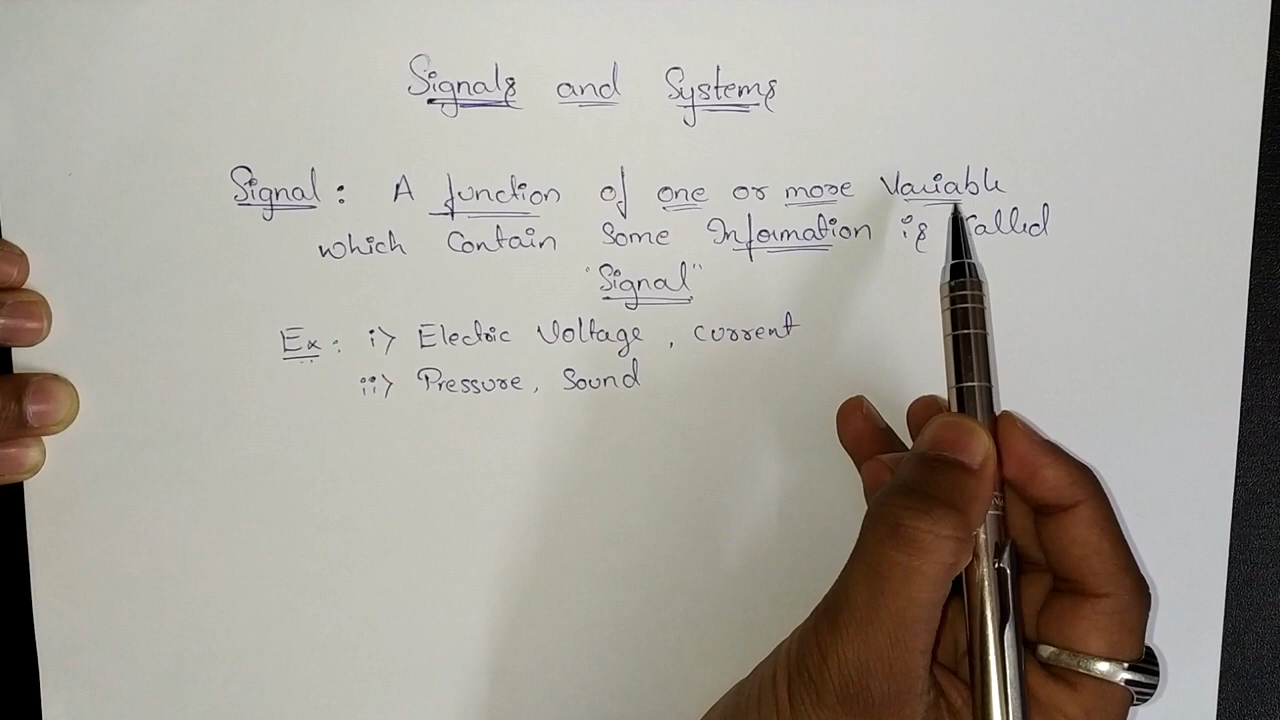 Signals and Systems
Signal : A function of one or more Variable
which Contain Some Information is called
"Signal"
Ex : i> Electric Voltage , current
ii> Pressure, Sound